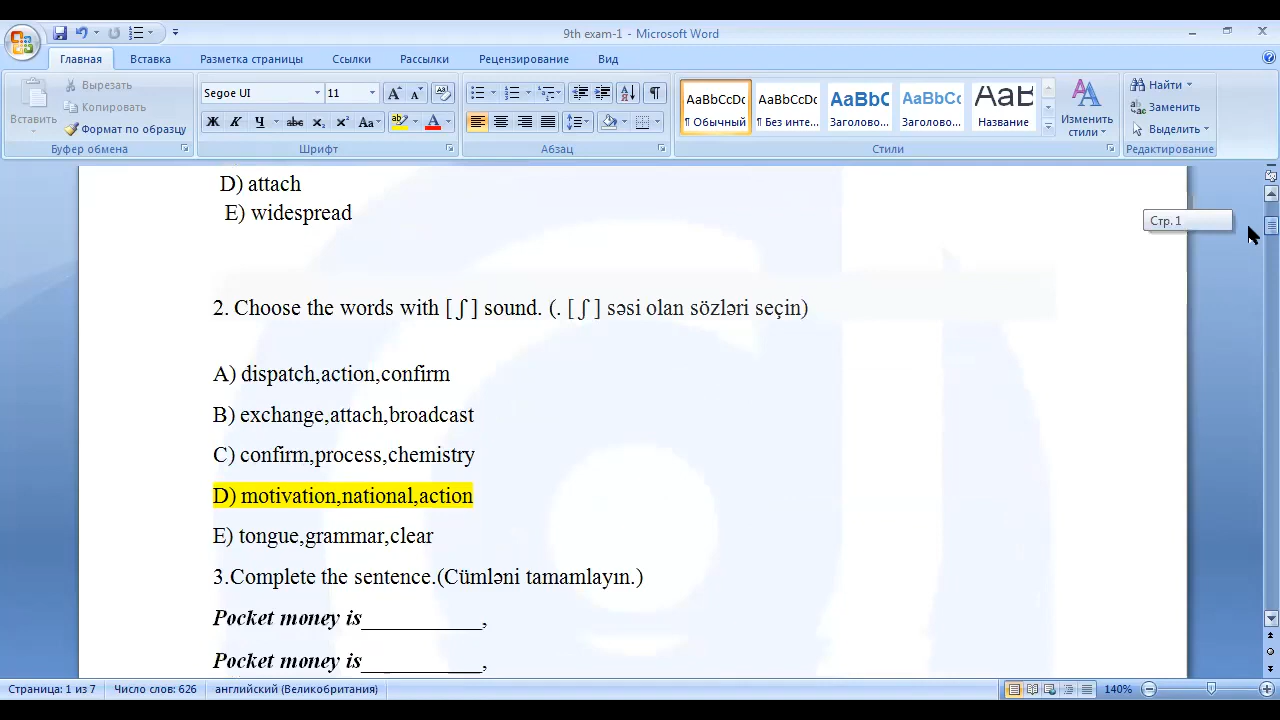 9th exam-1 - Microsoft Word
Главная Вставка Разметка страницы Ссылки Рассылки Рецензирование Вид
Вставить
Вырезать
Копировать
Формат по образцу
Буфер обмена
Segoe UI 11
Ж К Ч abc x₂ x² Aa
Шрифт
Абзац
AaBbCcDc AaBbCcDc AaBbC AaBbCc AaB
¶ Обычный ¶ Без инте... Заголово... Заголово... Название
Изменить стили
Стили
Найти
Заменить
Выделить
Редактирование
D) attach
E) widespread
Стр. 1
2. Choose the words with [ ʃ ] sound. (. [ ʃ ] səsi olan sözləri seçin)
A) dispatch,action,confirm
B) exchange,attach,broadcast
C) confirm,process,chemistry
D) motivation,national,action
E) tongue,grammar,clear
3.Complete the sentence.(Cümləni tamamlayın.)
Pocket money is___________,
Pocket money is___________,
Страница: 1 из 7 Число слов: 626 английский (Великобритания) 140%